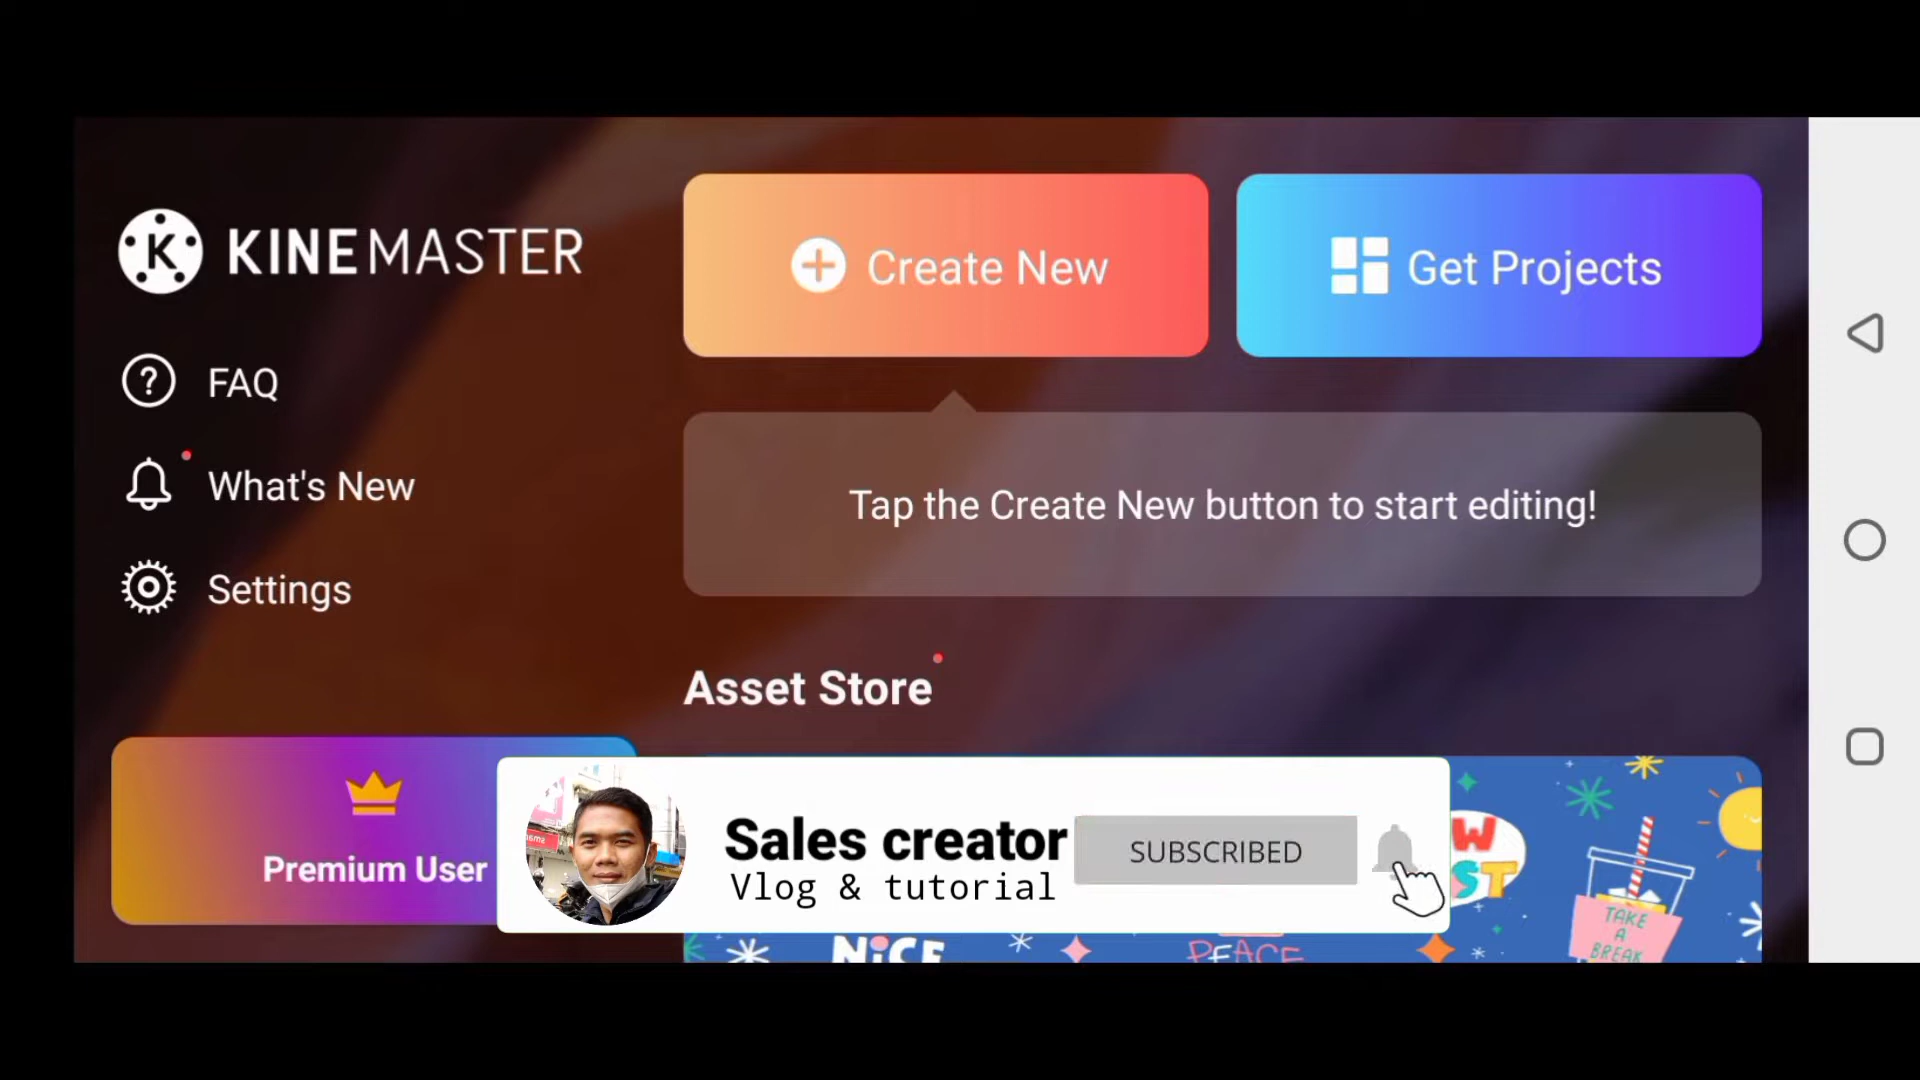 KINEMASTER
Create New
Get Projects
FAQ
What's New
Tap the Create New button to start editing!
Settings
Asset Store
Premium User
Sales creator
Vlog & tutorial
SUBSCRIBED
NICE
PEACE
TAKE
A
BREAK